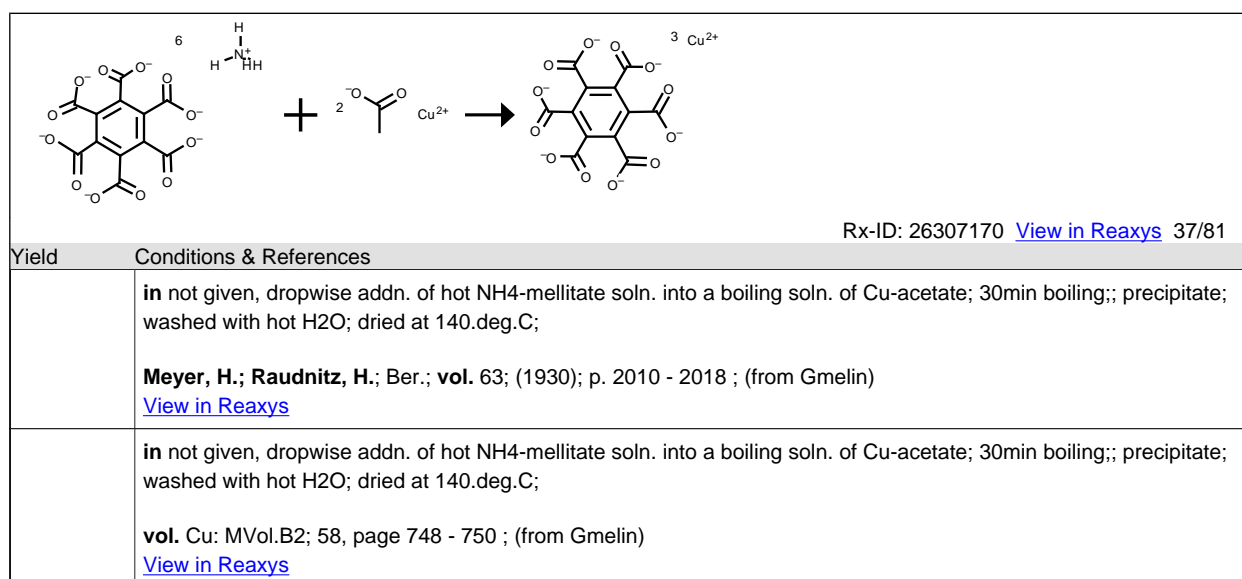 6
H
H N+ HH
O− O− O O O− O O− O O− O −O O −O O
+ 2 −O O Cu2+
3 Cu2+
O− O O O− O O− O O− O −O O O O−
Rx-ID: 26307170 View in Reaxys 37/81
Yield Conditions & References
in not given, dropwise addn. of hot NH4-mellitate soln. into a boiling soln. of Cu-acetate; 30min boiling;; precipitate;
washed with hot H2O; dried at 140.deg.C;
Meyer, H.; Raudnitz, H.; Ber.; vol. 63; (1930); p. 2010 - 2018 ; (from Gmelin)
View in Reaxys
in not given, dropwise addn. of hot NH4-mellitate soln. into a boiling soln. of Cu-acetate; 30min boiling;; precipitate;
washed with hot H2O; dried at 140.deg.C;
vol. Cu: MVol.B2; 58, page 748 - 750 ; (from Gmelin)
View in Reaxys